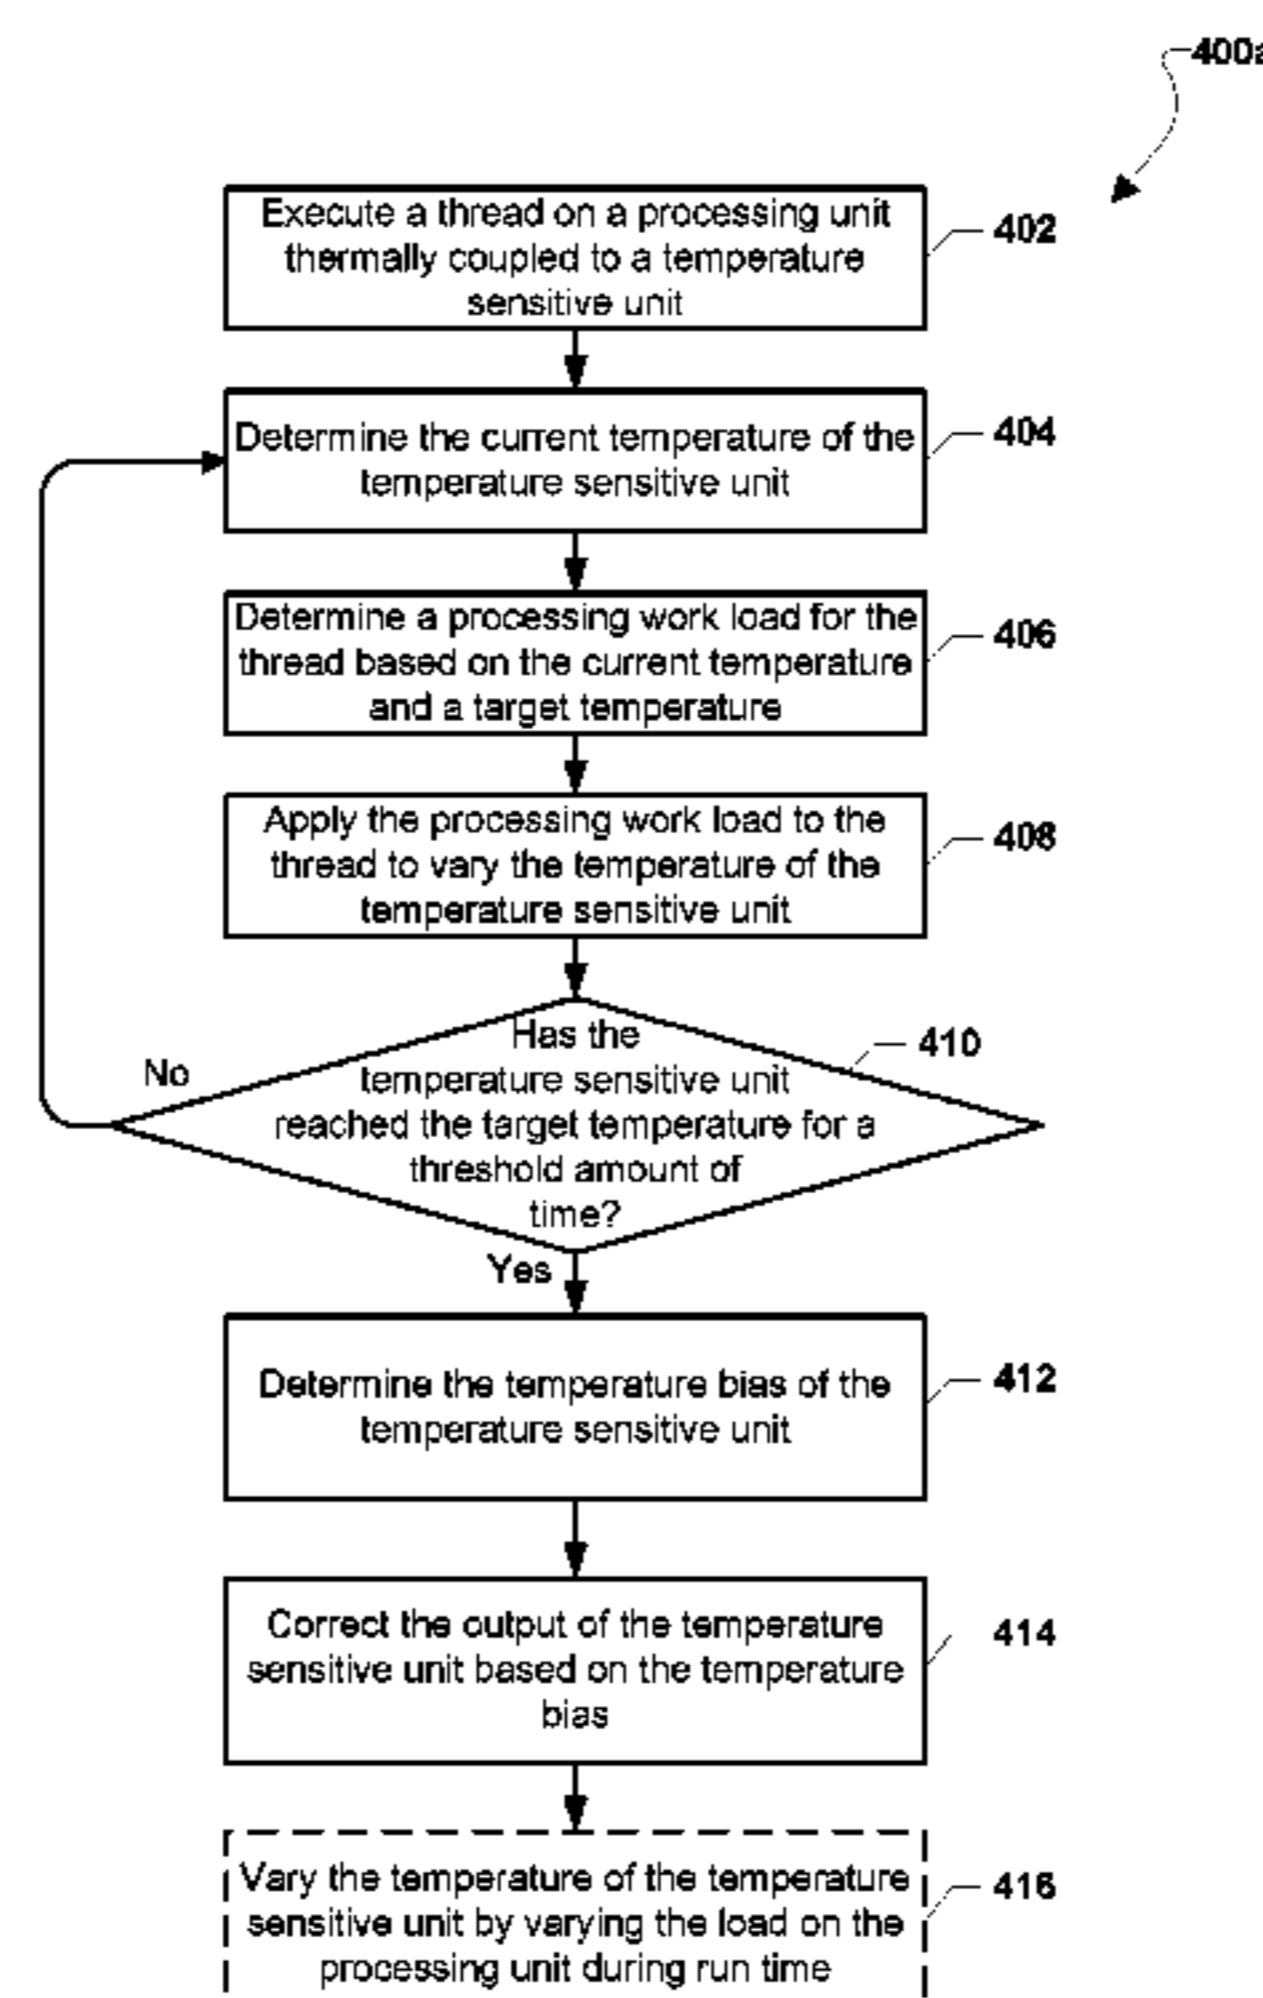 400a
Execute a thread on a processing unit
thermally coupled to a temperature
sensitive unit
402
Determine the current temperature of the
temperature sensitive unit
404
Determine a processing work load for the
thread based on the current temperature
and a target temperature
406
Apply the processing work load to the
thread to vary the temperature of the
temperature sensitive unit
408
Has the
temperature sensitive unit
reached the target temperature for a
threshold amount of
time?
410
No
Yes
Determine the temperature bias of the
temperature sensitive unit
412
Correct the output of the temperature
sensitive unit based on the temperature
bias
414
Vary the temperature of the temperature
sensitive unit by varying the load on the
processing unit during run time
416